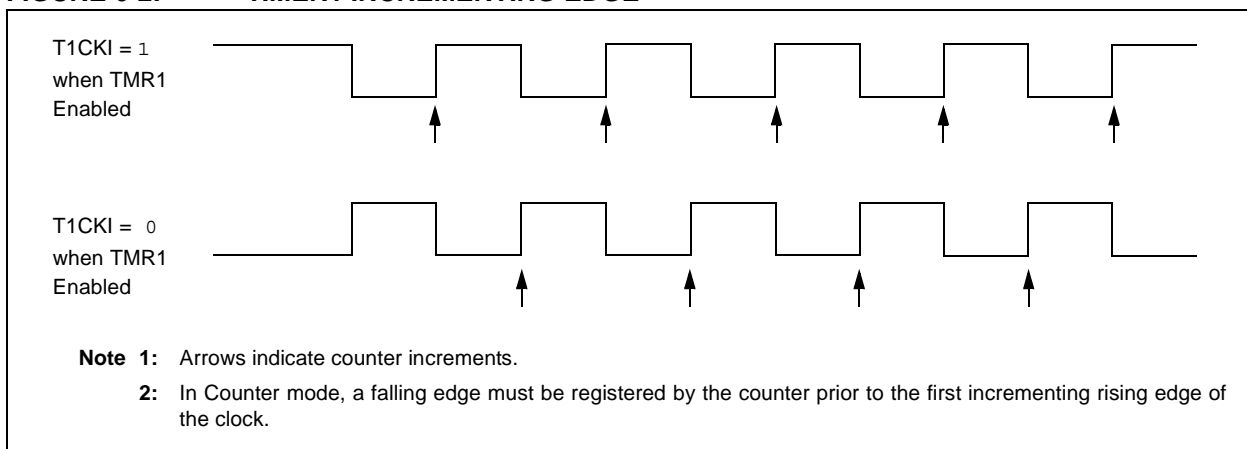 T1CKI = 1
when TMR1
Enabled
T1CKI = 0
when TMR1
Enabled
Note 1: Arrows indicate counter increments.
2: In Counter mode, a falling edge must be registered by the counter prior to the first incrementing rising edge of
the clock.